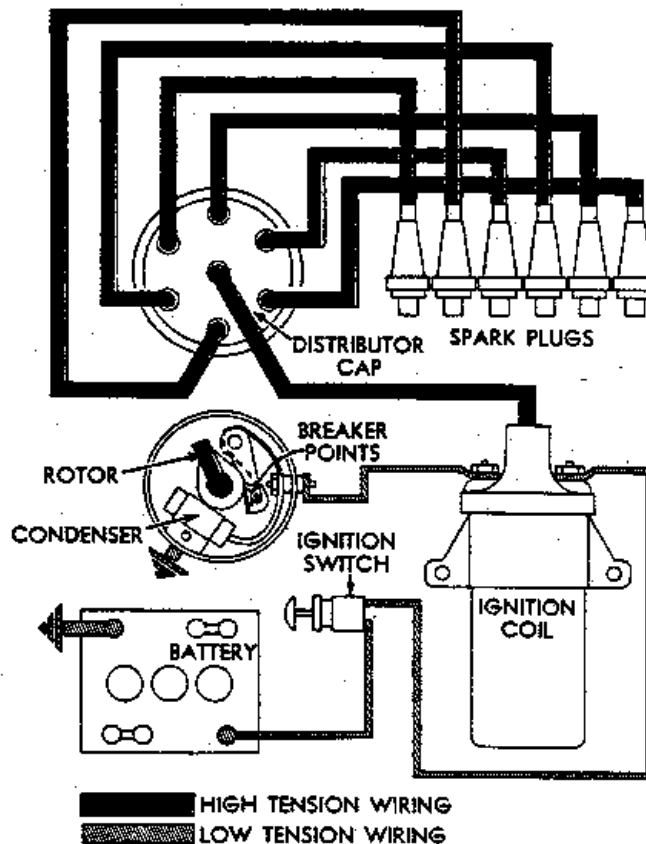 SPARK PLUGS
DISTRIBUTOR
CAP
BREAKER
POINTS
ROTOR
CONDENSER
IGNITION
SWITCH
IGNITION
COIL
BATTERY
HIGH TENSION WIRING
LOW TENSION WIRING